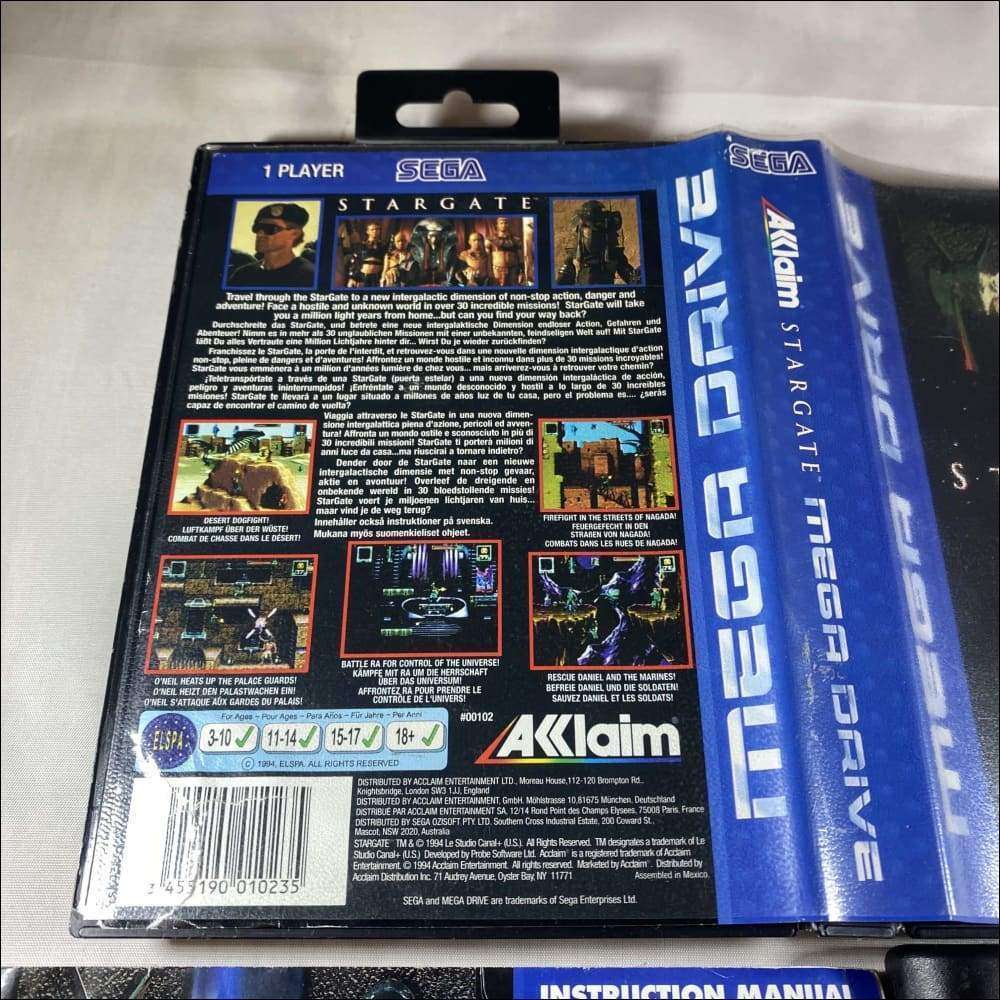 1 PLAYER SEGA
STARGATE™
Travel through the StarGate to a new intergalactic dimension of non-stop action, danger and
adventure! Face a hostile and unknown world in over 30 incredible missions! StarGate will take
you a million light years from home...but can you find your way back?
Durchschreite das StarGate, und betrete eine neue intergalaktische Dimension endloser Action, Gefahren und
Abenteuer! Nimm es in mehr als 30 unglaublichen Missionen mit einer unbekannten, feindseligen Welt auf! Mit StarGate
läßt Du alles Vertraute eine Million Lichtjahre hinter dir... Wirst Du je wieder zurückfinden?
Franchissez le StarGate, la porte de l'interdit, et retrouvez-vous dans une nouvelle dimension intergalactique d'action
non-stop, pleine de dangers et d'aventures! Affrontez un monde hostile et inconnu dans plus de 30 missions incroyables!
StarGate vous emmènera à un million d'années lumière de chez vous... mais arriverez-vous à retrouver votre chemin?
¡Teletranspórtate a través de una StarGate (puerta estelar) a una nueva dimensión intergaláctica de acción,
peligro y aventuras ininterrumpidos! ¡Enfréntate a un mundo desconocido y hostil a lo largo de 30 increíbles
misiones! StarGate te llevará a un lugar situado a millones de años luz de tu casa, pero el problema es.... ¿serás
capaz de encontrar el camino de vuelta?
Viaggia attraverso le StarGate in una nuova dimen-
sione intergalattica piena d'azione, pericoli ed avven-
tura! Affronta un mondo ostile e sconosciuto in più di
30 incredibili missioni! StarGate ti porterà milioni di
anni luce da casa...ma riuscirai a tornare indietro?
Dender door de StarGate naar een nieuwe
intergalactische dimensie met non-stop gevaar,
aktie en avontuur! Overleef de dreigende en
onbekende wereld in 30 bloedstollende missies!
StarGate voert je miljoenen lichtjaren van huis...
maar vind je de weg terug?
Innehåller också instruktioner på svenska.
Mukana myös suomenkieliset ohjeet.
DESERT DOGFIGHT!
LUFTKAMPF ÜBER DER WÜSTE!
COMBAT DE CHASSE DANS LE DÉSERT!
FIREFIGHT IN THE STREETS OF NAGADA!
FEUERGEFECHT IN DEN
STRAßEN VON NAGADA!
COMBATS DANS LES RUES DE NAGADA!
O'NEIL HEATS UP THE PALACE GUARDS!
O'NEIL HEIZT DEN PALASTWACHEN EIN!
O'NEIL S'ATTAQUE AUX GARDES DU PALAIS!
BATTLE RA FOR CONTROL OF THE UNIVERSE!
KÄMPFE MIT RA UM DIE HERRSCHAFT
ÜBER DAS UNIVERSUM!
AFFRONTEZ RA POUR PRENDRE LE
CONTRÔLE DE L'UNIVERS!
RESCUE DANIEL AND THE MARINES!
BEFREIE DANIEL UND DIE SOLDATEN!
SAUVEZ DANIEL ET LES SOLDATS!
For Ages - Pour Ages - Para Años - Für Jahre - Per Anni
ELSPA 3-10 11-14 15-17 18+
© 1994, ELSPA. ALL RIGHTS RESERVED
#00102
AKKlaim
DISTRIBUTED BY ACCLAIM ENTERTAINMENT LTD., Moreau House,112-120 Brompton Rd..
Knightsbridge, London SW3 1JJ, England
DISTRIBUTED BY ACCLAIM ENTERTAINMENT, GmbH. Möhlstrasse 10,81675 München, Deutschland
DISTRIBUÉ PAR ACCLAIM ENTERTAINMENT SA, 12/14 Rond Point des Champs Elysees, 75008 Paris, France
DISTRIBUTED BY SEGA OZISOFT PTY LTD. Southern Cross Industrial Estate, 200 Coward St.,
Mascot, NSW 2020, Australia
STARGATE™ TM & © 1994 Le Studio Canal+ (U.S.). All Rights Reserved. TM designates a trademark of Le
Studio Canal+ (U.S.) Developed by Probe Software Ltd. Acclaim® is a registered trademark of Acclaim
Entertainment. © 1994 Acclaim Entertainment. All rights reserved. Marketed by Acclaim®. Distributed by
Acclaim Distribution Inc. 71 Audrey Avenue, Oyster Bay, NY 11771 Assembled in Mexico.
SEGA and MEGA DRIVE are trademarks of Sega Enterprises Ltd.
3 455190 010235
MEGA DRIVE
SEGA
AKKlaim STARGATE™ MEGA DRIVE
MEGA DRIVE
S
INSTRUCTION MANUAL